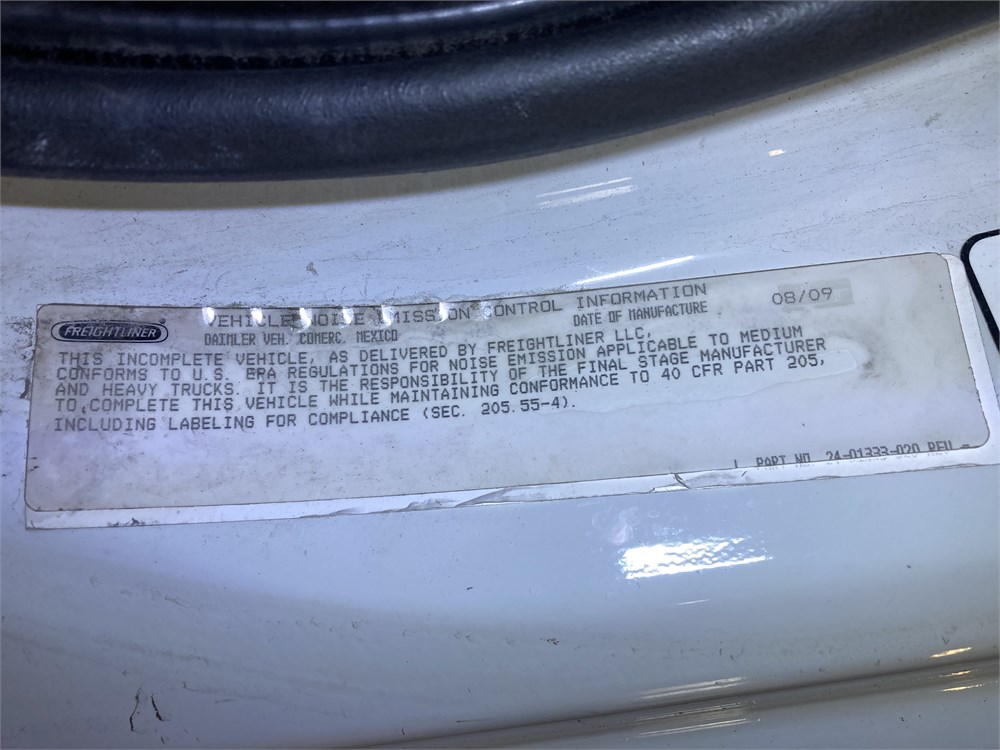 FREIGHTLINER
VEHICLE NOISE EMISSION CONTROL INFORMATION
DAIMLER VEH. COMERC. MEXICO DATE OF MANUFACTURE 08/09
THIS INCOMPLETE VEHICLE, AS DELIVERED BY FREIGHTLINER LLC,
CONFORMS TO U.S. EPA REGULATIONS FOR NOISE EMISSION APPLICABLE TO MEDIUM
AND HEAVY TRUCKS. IT IS THE RESPONSIBILITY OF THE FINAL STAGE MANUFACTURER
TO COMPLETE THIS VEHICLE WHILE MAINTAINING CONFORMANCE TO 40 CFR PART 205,
INCLUDING LABELING FOR COMPLIANCE (SEC. 205.55-4).
PART NO. 24-01333-020 REV -